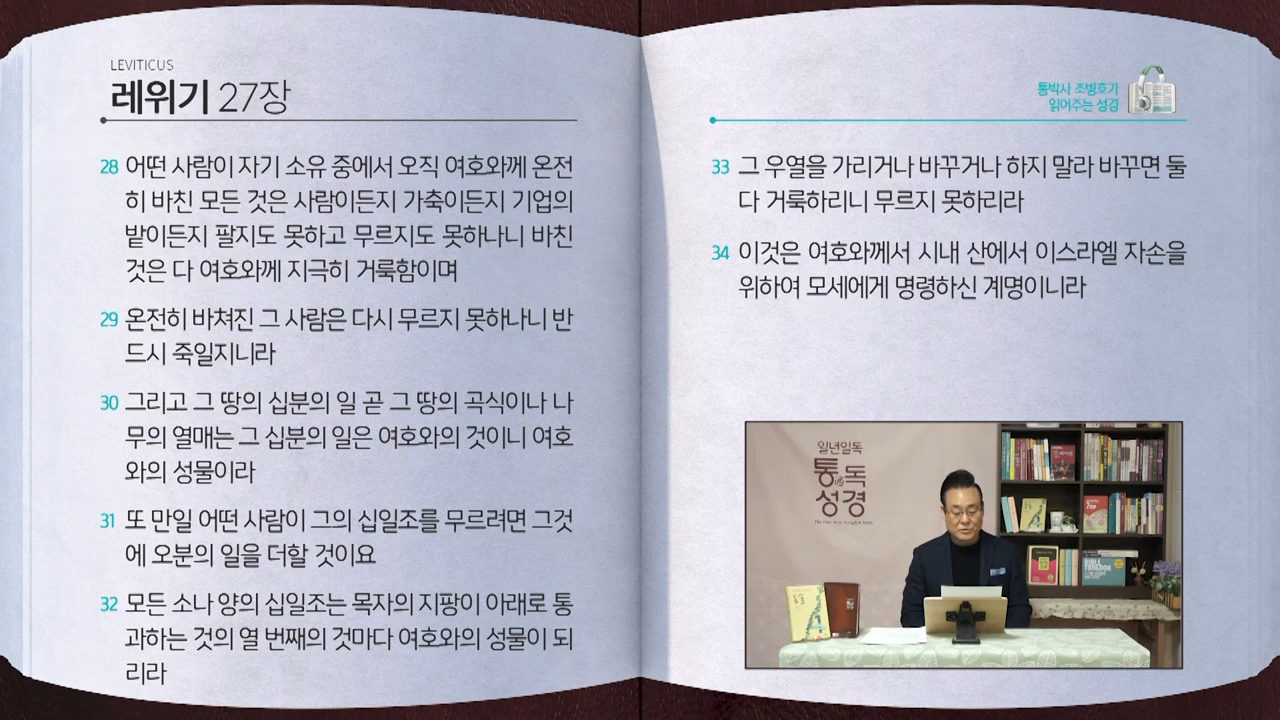 LEVITICUS
레위기 27장
28 어떤 사람이 자기 소유 중에서 오직 여호와께 온전
히 바친 모든 것은 사람이든지 가축이든지 기업의
밭이든지 팔지도 못하고 무르지도 못하나니 바친
것은 다 여호와께 지극히 거룩함이며
29 온전히 바쳐진 그 사람은 다시 무르지 못하나니 반
드시 죽일지니라
30 그리고 그 땅의 십분의 일 곧 그 땅의 곡식이나 나
무의 열매는 그 십분의 일은 여호와의 것이니 여호
와의 성물이라
31 또 만일 어떤 사람이 그의 십일조를 무르려면 그것
에 오분의 일을 더할 것이요
32 모든 소나 양의 십일조는 목자의 지팡이 아래로 통
과하는 것의 열 번째의 것마다 여호와의 성물이 되
리라
통박사 조병호가
읽어주는 성경
33 그 우열을 가리거나 바꾸거나 하지 말라 바꾸면 둘
다 거룩하리니 무르지 못하리라
34 이것은 여호와께서 시내 산에서 이스라엘 자손을
위하여 모세에게 명령하신 계명이니라
일년일독
통독
성경
BIBLE
TONGDOK